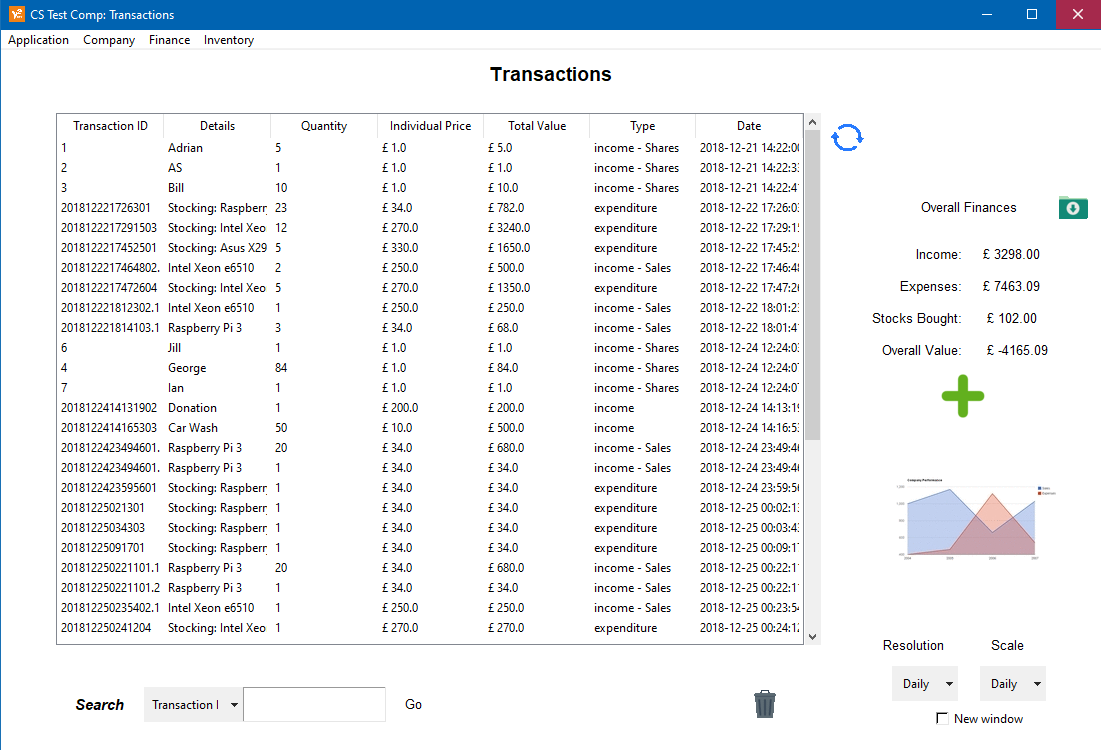 CS Test Comp: Transactions
Application Company Finance Inventory
Transactions
Transaction ID Details Quantity Individual Price Total Value Type Date
1 Adrian 5 £ 1.0 £ 5.0 income - Shares 2018-12-21 14:22:00
2 AS 1 £ 1.0 £ 1.0 income - Shares 2018-12-21 14:22:3
3 Bill 10 £ 1.0 £ 10.0 income - Shares 2018-12-21 14:22:4
201812221726301 Stocking: Raspberr 23 £ 34.0 £ 782.0 expenditure 2018-12-22 17:26:0
2018122217291503 Stocking: Intel Xeo 12 £ 270.0 £ 3240.0 expenditure 2018-12-22 17:29:1
2018122217452501 Stocking: Asus X29 5 £ 330.0 £ 1650.0 expenditure 2018-12-22 17:45:2
2018122217464802. Intel Xeon e6510 2 £ 250.0 £ 500.0 income - Sales 2018-12-22 17:46:4
2018122217472604 Stocking: Intel Xeo 5 £ 270.0 £ 1350.0 expenditure 2018-12-22 17:47:2
2018122181​2302.1 Intel Xeon e6510 1 £ 250.0 £ 250.0 income - Sales 2018-12-22 18:01:2
201812221814103.1 Raspberry Pi 3 3 £ 34.0 £ 68.0 income - Sales 2018-12-22 18:01:4
6 Jill 1 £ 1.0 £ 1.0 income - Shares 2018-12-24 12:24:0
4 George 84 £ 1.0 £ 84.0 income - Shares 2018-12-24 12:24:0
7 Ian 1 £ 1.0 £ 1.0 income - Shares 2018-12-24 12:24:0
2018122414131902 Donation 1 £ 200.0 £ 200.0 income 2018-12-24 14:13:1
2018122414165303 Car Wash 50 £ 10.0 £ 500.0 income 2018-12-24 14:16:5
2018122423494601. Raspberry Pi 3 20 £ 34.0 £ 680.0 income - Sales 2018-12-24 23:49:4
2018122423494601. Raspberry Pi 3 1 £ 34.0 £ 34.0 income - Sales 2018-12-24 23:49:4
2018122423595601 Stocking: Raspberr 1 £ 34.0 £ 34.0 expenditure 2018-12-24 23:59:5
20181225021301 Stocking: Raspberr 1 £ 34.0 £ 34.0 expenditure 2018-12-25 00:02:1
20181225034303 Stocking: Raspberr 1 £ 34.0 £ 34.0 expenditure 2018-12-25 00:03:4
20181225091701 Stocking: Raspberr 1 £ 34.0 £ 34.0 expenditure 2018-12-25 00:09:1
201812250221101.1 Raspberry Pi 3 20 £ 34.0 £ 680.0 income - Sales 2018-12-25 00:22:1
201812250221101.2 Raspberry Pi 3 1 £ 34.0 £ 34.0 income - Sales 2018-12-25 00:22:1
201812250235402.1 Intel Xeon e6510 1 £ 250.0 £ 250.0 income - Sales 2018-12-25 00:23:5
201812250241204 Stocking: Intel Xeo 1 £ 270.0 £ 270.0 expenditure 2018-12-25 00:24:1
Overall Finances
Income: £ 3298.00
Expenses: £ 7463.09
Stocks Bought: £ 102.00
Overall Value: £ -4165.09
Company Performance
Resolution Scale
Daily Daily
New window
Search Transaction I Go